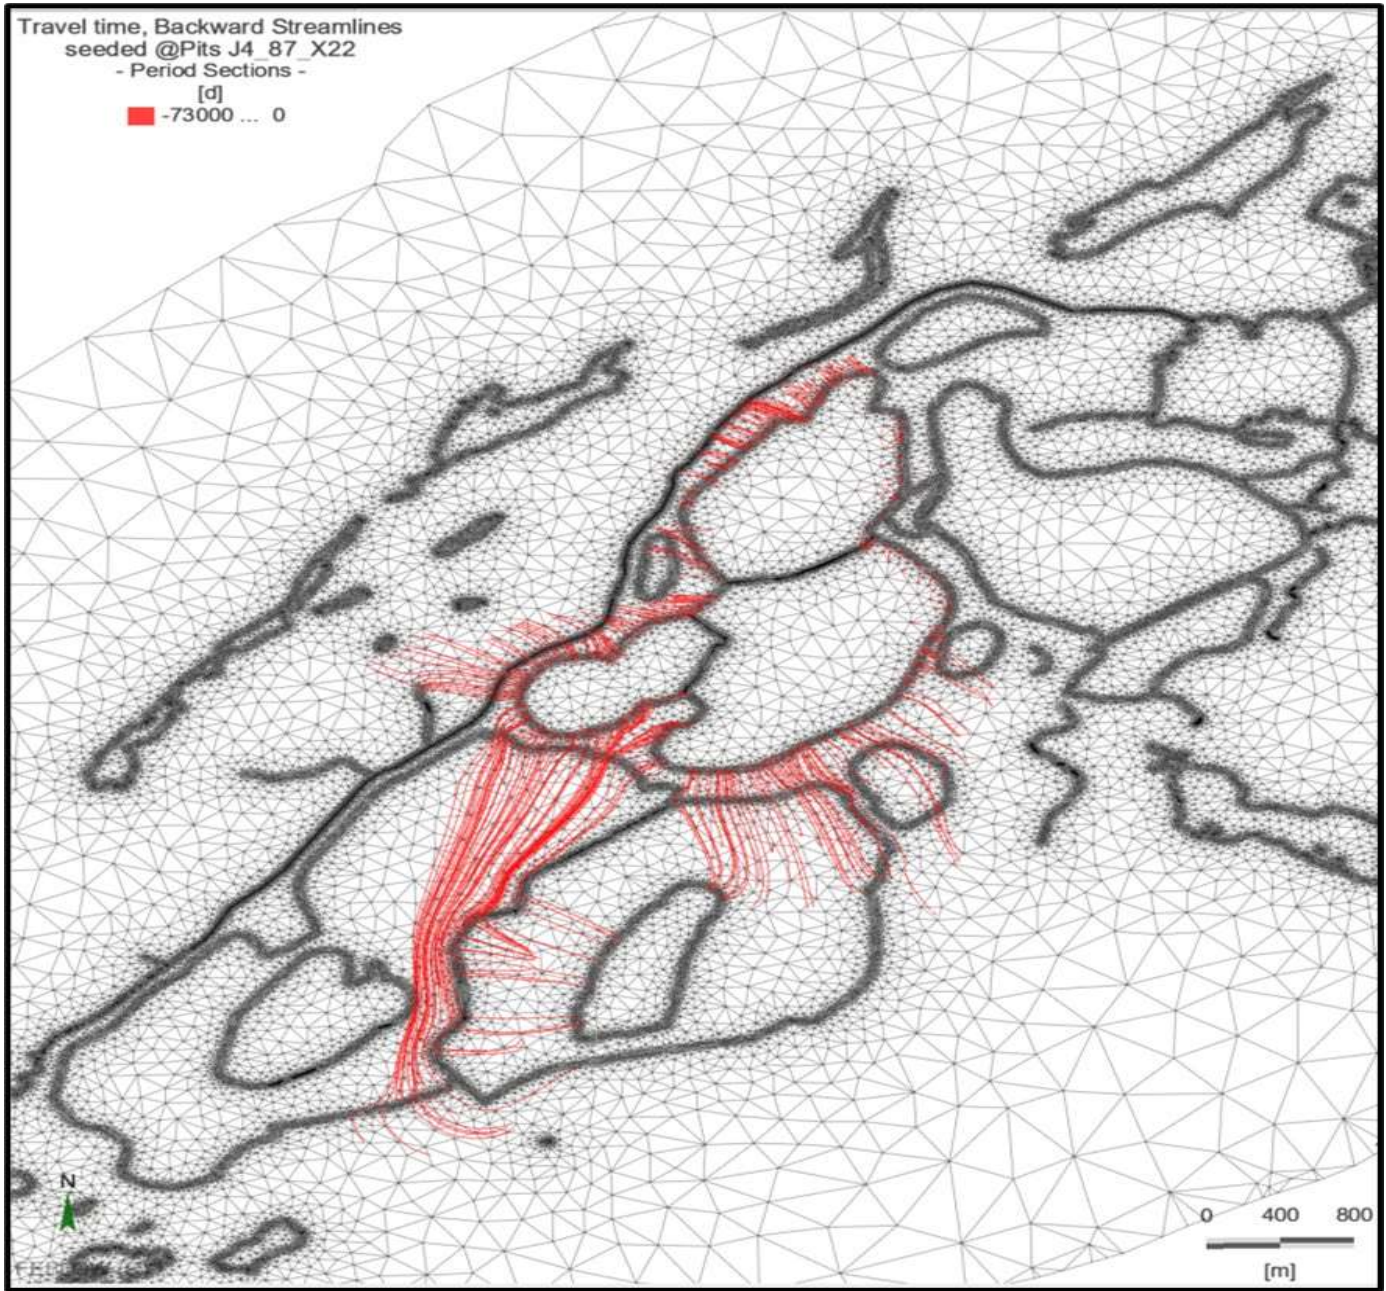 Travel time, Backward Streamlines
seeded @Pits J4_87_X22
- Period Sections -
[d]
-73000 ... 0
N
0 400 800
[m]